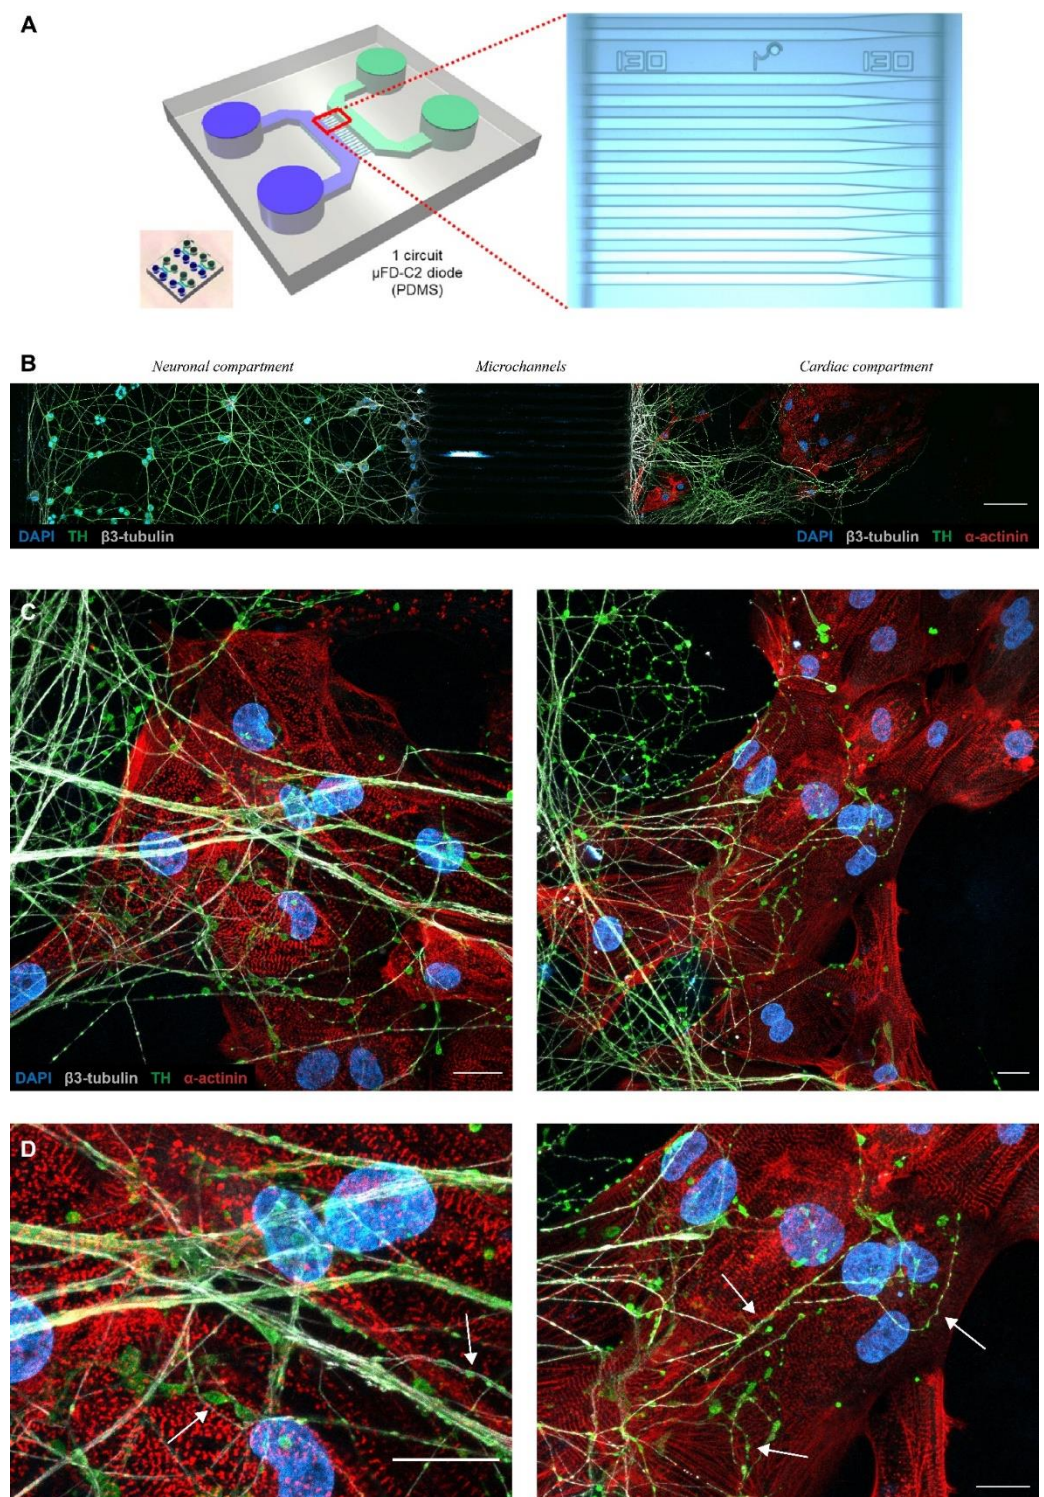 A
130 130
1 circuit
µFD-C2 diode
(PDMS)
B
Neuronal compartment Microchannels Cardiac compartment
DAPI TH β3-tubulin DAPI β3-tubulin TH α-actinin
C
DAPI β3-tubulin TH α-actinin
D